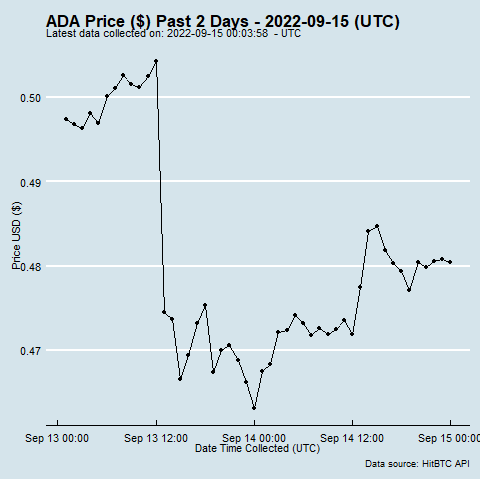 ADA Price ($) Past 2 Days - 2022-09-15 (UTC)
Latest data collected on: 2022-09-15 00:03:58 - UTC
0.50
0.49
Price USD ($)
0.48
0.47
Sep 13 00:00 Sep 13 12:00 Sep 14 00:00 Sep 14 12:00 Sep 15 00:00
Date Time Collected (UTC)
Data source: HitBTC API